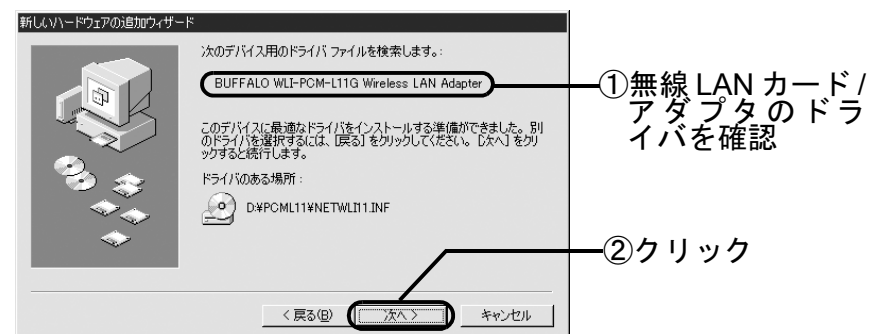 新しいハードウェアの追加ウィザード
次のデバイス用のドライバ ファイルを検索します。:
BUFFALO WLI-PCM-L11G Wireless LAN Adapter
①無線 LAN カード /
アダプタのドラ
イバを確認
このデバイスに最適なドライバをインストールする準備ができました。別
のドライバを選択するには、[戻る] をクリックしてください。[次へ] をクリ
ックすると続行します。
ドライバのある場所:
D:¥PCML11¥NETWLI11.INF
②クリック
< 戻る(B)
次へ >
キャンセル